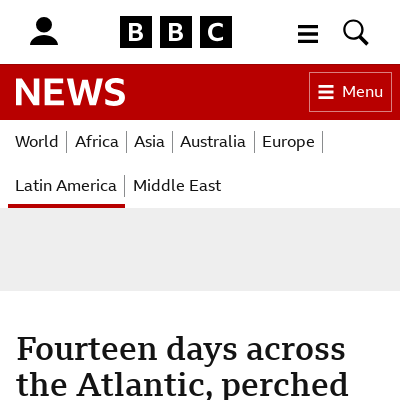 BBC
NEWS
Menu
World Africa Asia Australia Europe
Latin America Middle East
Fourteen days across
the Atlantic, perched